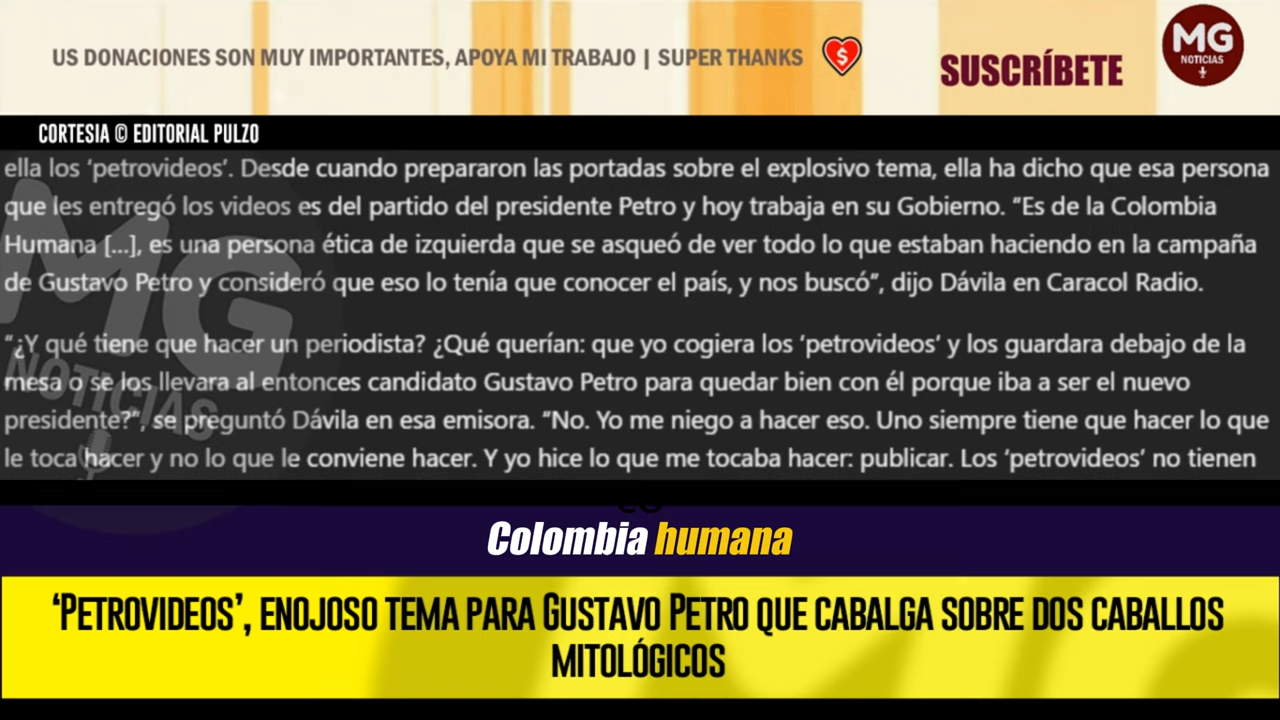 US DONACIONES SON MUY IMPORTANTES, APOYA MI TRABAJO | SUPER THANKS
$
SUSCRÍBETE
MG
NOTICIAS
CORTESIA © EDITORIAL PULZO
ella los ‘petrovideos’. Desde cuando prepararon las portadas sobre el explosivo tema, ella ha dicho que esa persona
que les entregó los videos es del partido del presidente Petro y hoy trabaja en su Gobierno. “Es de la Colombia
Humana [...], es una persona ética de izquierda que se asqueó de ver todo lo que estaban haciendo en la campaña
de Gustavo Petro y consideró que eso lo tenía que conocer el país, y nos buscó”, dijo Dávila en Caracol Radio.
“¿Y qué tiene que hacer un periodista? ¿Qué querían: que yo cogiera los ‘petrovideos’ y los guardara debajo de la
mesa o se los llevara al entonces candidato Gustavo Petro para quedar bien con él porque iba a ser el nuevo
presidente?”, se preguntó Dávila en esa emisora. “No. Yo me niego a hacer eso. Uno siempre tiene que hacer lo que
le toca hacer y no lo que le conviene hacer. Y yo hice lo que me tocaba hacer: publicar. Los ‘petrovideos’ no tienen
MG
NOTICIAS
Colombia humana
‘PETROVIDEOS’, ENOJOSO TEMA PARA GUSTAVO PETRO QUE CABALGA SOBRE DOS CABALLOS
MITOLÓGICOS